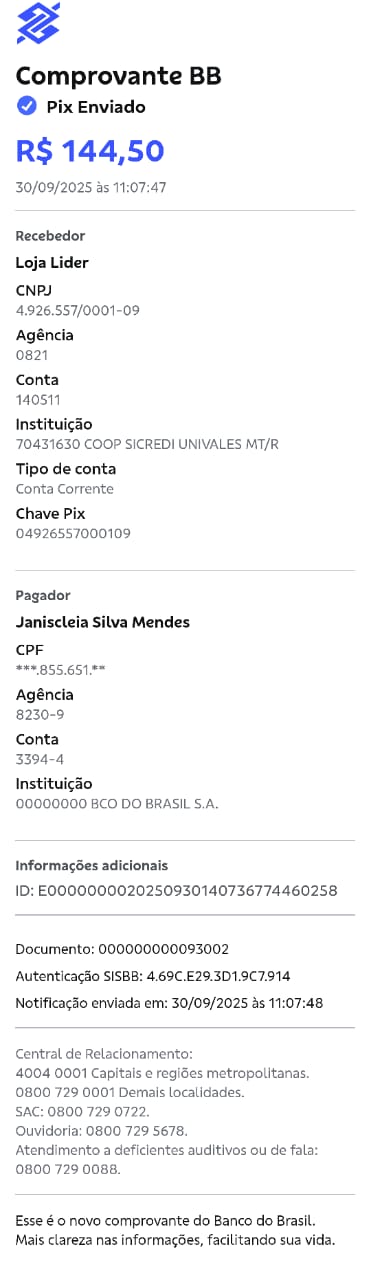 Comprovante BB
Pix Enviado
R$ 144,50
30/09/2025 às 11:07:47
Recebedor
Loja Lider
CNPJ
4.926.557/0001-09
Agência
0821
Conta
140511
Instituição
70431630 COOP SICREDI UNIVALES MT/R
Tipo de conta
Conta Corrente
Chave Pix
04926557000109
Pagador
Janiscleia Silva Mendes
CPF
***.855.651.**
Agência
8230-9
Conta
3394-4
Instituição
00000000 BCO DO BRASIL S.A.
Informações adicionais
ID: E0000000020250930140736774460258
Documento: 000000000093002
Autenticação SISBB: 4.69C.E29.3D1.9C7.914
Notificação enviada em: 30/09/2025 às 11:07:48
Central de Relacionamento:
4004 0001 Capitais e regiões metropolitanas.
0800 729 0001 Demais localidades.
SAC: 0800 729 0722.
Ouvidoria: 0800 729 5678.
Atendimento a deficientes auditivos ou de fala:
0800 729 0088.
Esse é o novo comprovante do Banco do Brasil.
Mais clareza nas informações, facilitando sua vida.